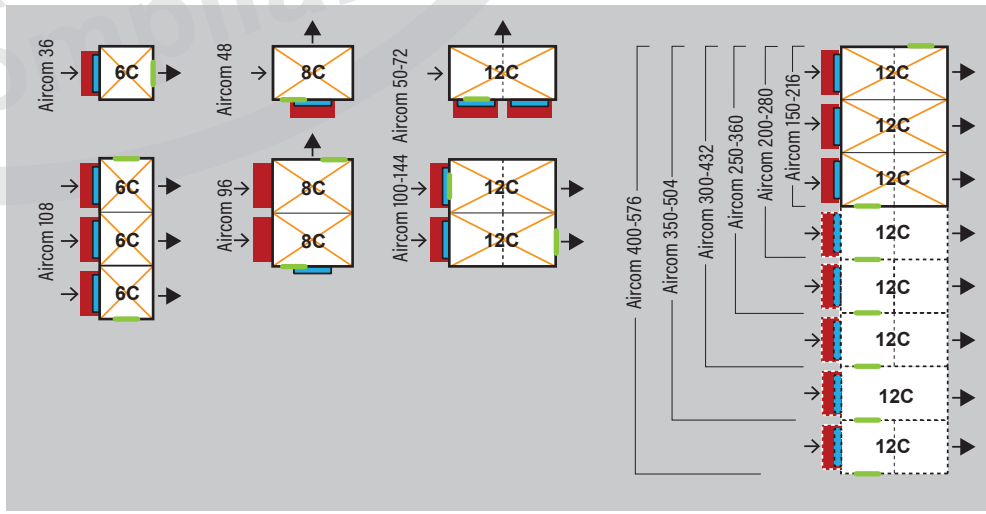 compliai
Aircom 36
6C
Aircom 48
8C
Aircom 50-72
12C
Aircom 108
6C
6C
6C
Aircom 96
8C
8C
Aircom 100-144
12C
12C
Aircom 400-576
Aircom 350-504
Aircom 300-432
Aircom 250-360
Aircom 200-280
Aircom 150-216
12C
12C
12C
12C
12C
12C
12C
12C